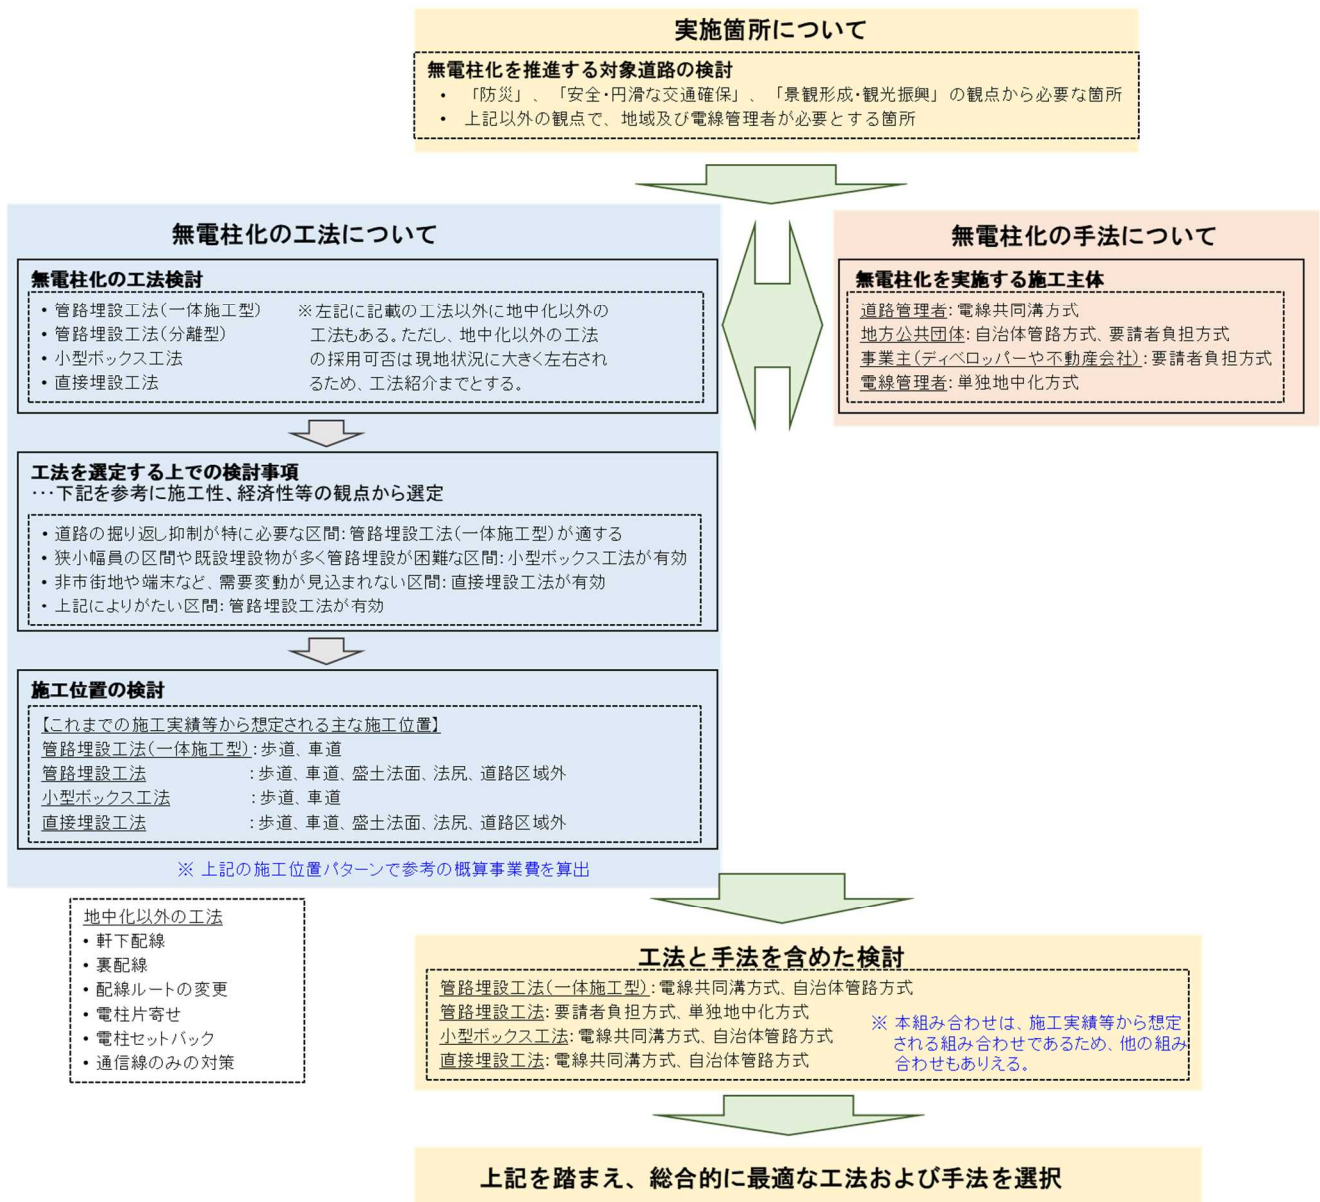 実施箇所について
無電柱化を推進する対象道路の検討
• 「防災」、「安全・円滑な交通確保」、「景観形成・観光振興」の観点から必要な箇所
• 上記以外の観点で、地域及び電線管理者が必要とする箇所
無電柱化の工法について
無電柱化の工法検討
• 管路埋設工法(一体施工型)
• 管路埋設工法(分離型)
• 小型ボックス工法
• 直接埋設工法
※左記に記載の工法以外に地中化以外の
工法もある。ただし、地中化以外の工法
の採用可否は現地状況に大きく左右され
るため、工法紹介までとする。
無電柱化の手法について
無電柱化を実施する施工主体
道路管理者:電線共同溝方式
地方公共団体:自治体管路方式、要請者負担方式
事業主(ディベロッパーや不動産会社):要請者負担方式
電線管理者:単独地中化方式
工法を選定する上での検討事項
…下記を参考に施工性、経済性等の観点から選定
• 道路の掘り返し抑制が特に必要な区間:管路埋設工法(一体施工型)が適する
• 狭小幅員の区間や既設埋設物が多く管路埋設が困難な区間:小型ボックス工法が有効
• 非市街地や端末など、需要変動が見込まれない区間:直接埋設工法が有効
• 上記によりがたい区間:管路埋設工法が有効
施工位置の検討
【これまでの施工実績等から想定される主な施工位置】
管路埋設工法(一体施工型):歩道、車道
管路埋設工法 :歩道、車道、盛土法面、法尻、道路区域外
小型ボックス工法 :歩道、車道
直接埋設工法 :歩道、車道、盛土法面、法尻、道路区域外
※ 上記の施工位置パターンで参考の概算事業費を算出
地中化以外の工法
• 軒下配線
• 裏配線
• 配線ルートの変更
• 電柱片寄せ
• 電柱セットバック
• 通信線のみの対策
工法と手法を含めた検討
管路埋設工法(一体施工型):電線共同溝方式、自治体管路方式
管路埋設工法:要請者負担方式、単独地中化方式
小型ボックス工法:電線共同溝方式、自治体管路方式
直接埋設工法:電線共同溝方式、自治体管路方式
※ 本組み合わせは、施工実績等から想定
される組み合わせであるため、他の組み
合わせもありえる。
上記を踏まえ、総合的に最適な工法および手法を選択